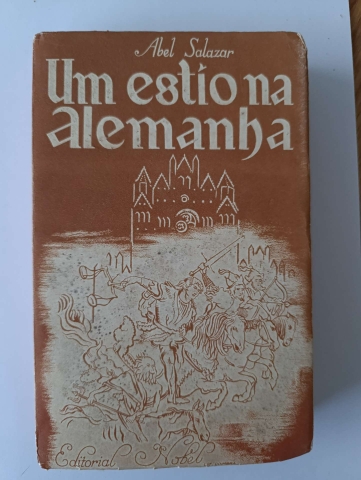 Abel Salazar
Um estio na
alemanha
Editorial Nobel